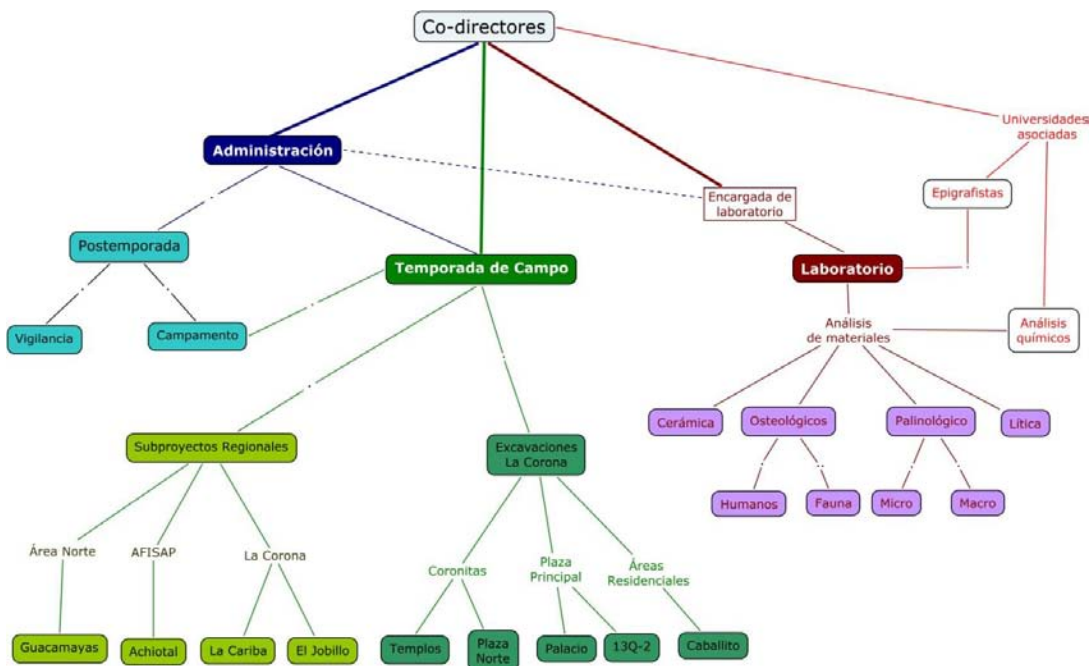 Co-directores
Universidades
asociadas
Administración
Encargada de
laboratorio
Epigrafistas
Postemporada
Temporada de Campo
Laboratorio
Vigilancia
Campamento
Análisis
de materiales
Análisis
químicos
Cerámica
Osteológicos
Palinológico
Lítica
Subproyectos Regionales
Excavaciones
La Corona
Humanos
Fauna
Micro
Macro
Área Norte
AFISAP
La Corona
Coronitas
Plaza
Principal
Áreas
Residenciales
Guacamayas
Achiotal
La Cariba
El Jobillo
Templos
Plaza
Norte
Palacio
13Q-2
Caballito